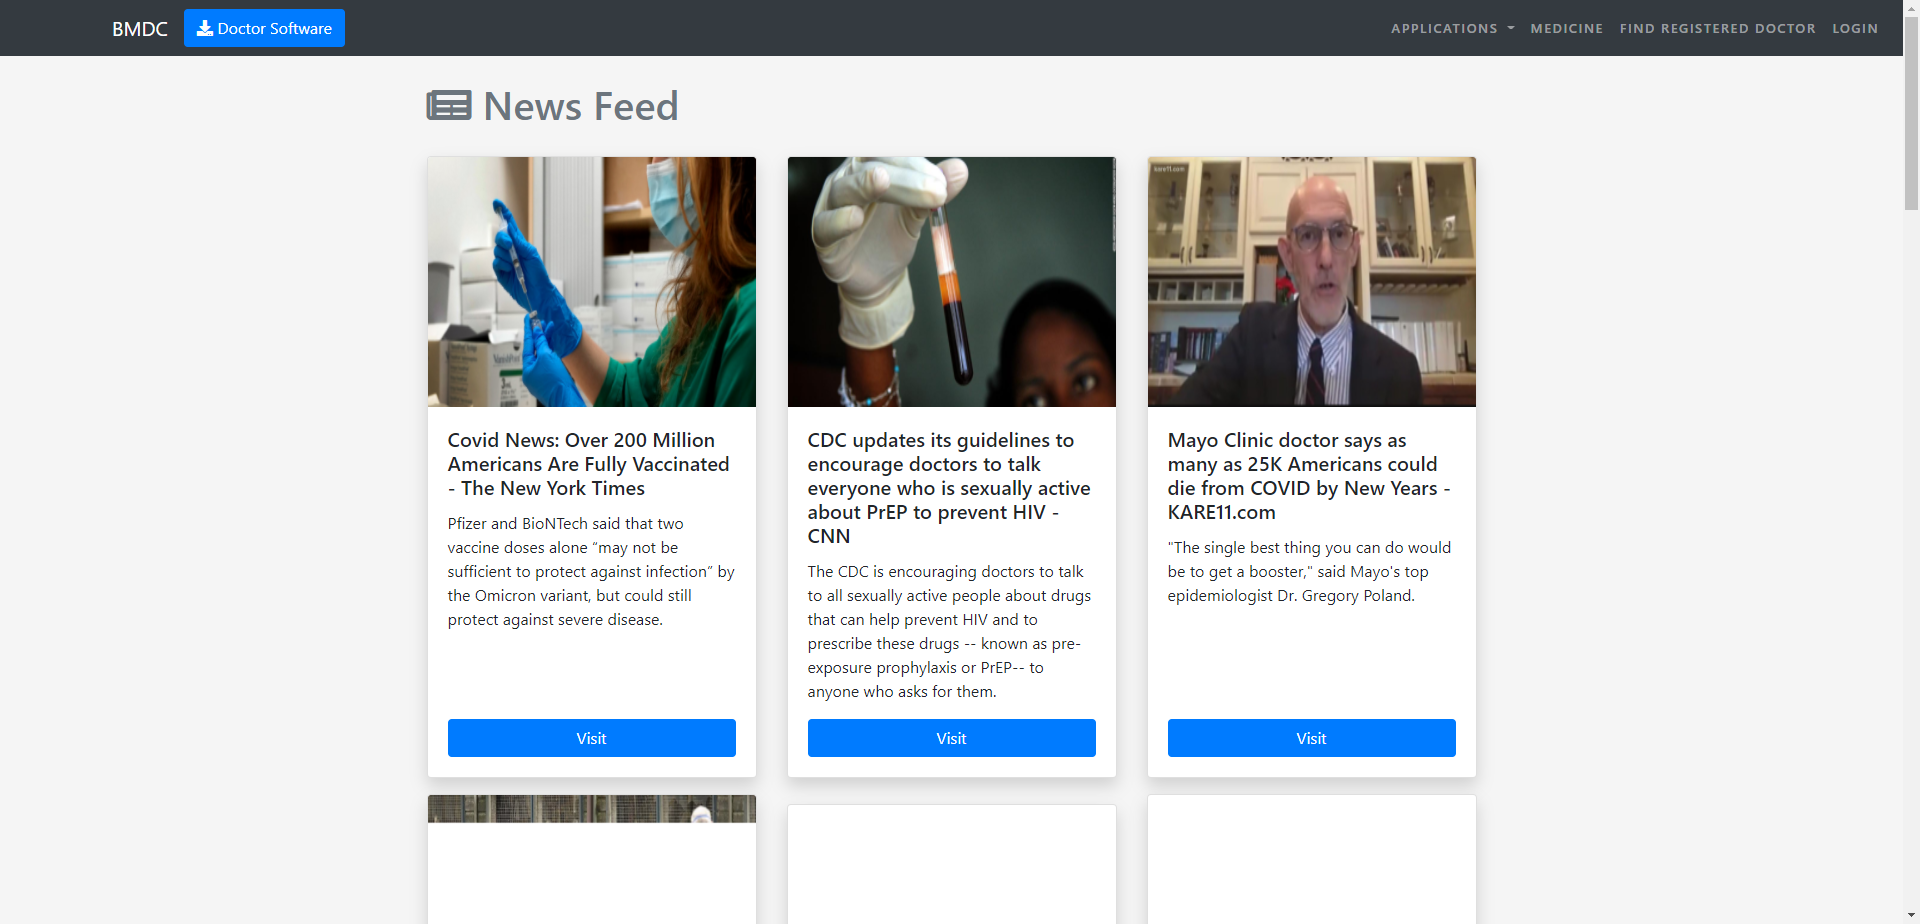 BMDC
Doctor Software
APPLICATIONS
MEDICINE
FIND REGISTERED DOCTOR
LOGIN
News Feed
kare11.com
Covid News: Over 200 Million
Americans Are Fully Vaccinated
- The New York Times
Pfizer and BioNTech said that two
vaccine doses alone “may not be
sufficient to protect against infection” by
the Omicron variant, but could still
protect against severe disease.
Visit
CDC updates its guidelines to
encourage doctors to talk
everyone who is sexually active
about PrEP to prevent HIV -
CNN
The CDC is encouraging doctors to talk
to all sexually active people about drugs
that can help prevent HIV and to
prescribe these drugs -- known as pre-
exposure prophylaxis or PrEP-- to
anyone who asks for them.
Visit
Mayo Clinic doctor says as
many as 25K Americans could
die from COVID by New Years -
KARE11.com
"The single best thing you can do would
be to get a booster," said Mayo's top
epidemiologist Dr. Gregory Poland.
Visit